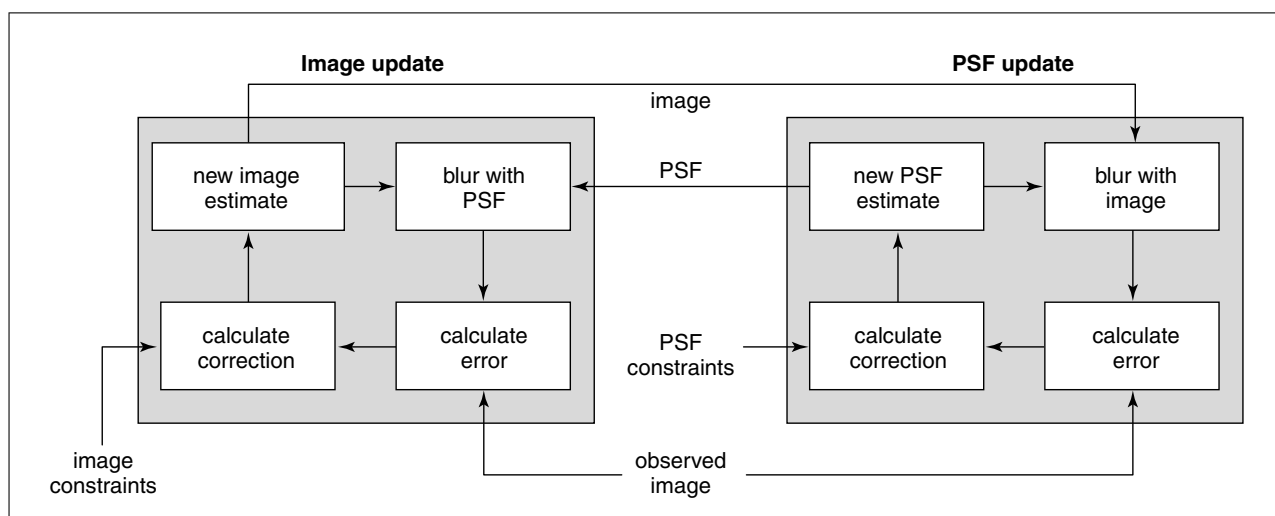 Image update
PSF update
image
new image
estimate
blur with
PSF
PSF
new PSF
estimate
blur with
image
calculate
correction
calculate
error
PSF
constraints
calculate
correction
calculate
error
image
constraints
observed
image